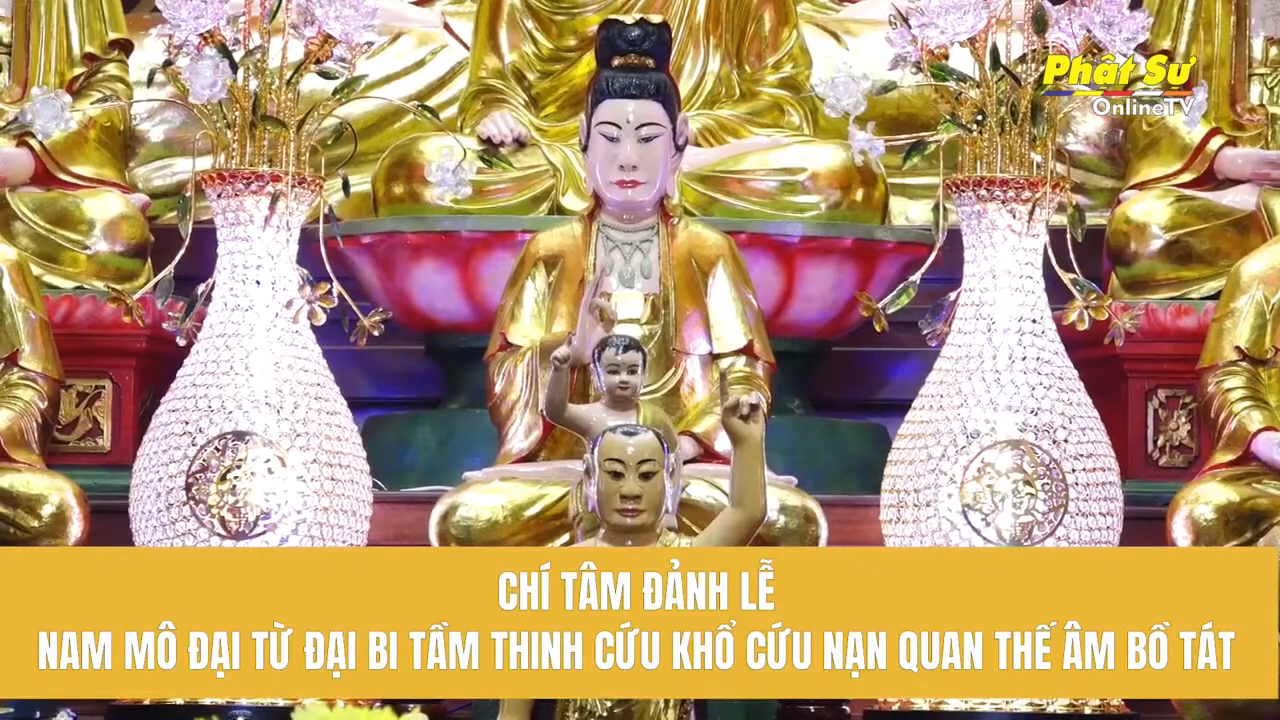 Phật Sự
OnlineTV
CHÍ TÂM ĐẢNH LỄ
NAM MÔ ĐẠI TỪ ĐẠI BI TẦM THINH CỨU KHỔ CỨU NẠN QUAN THẾ ÂM BỒ TÁT